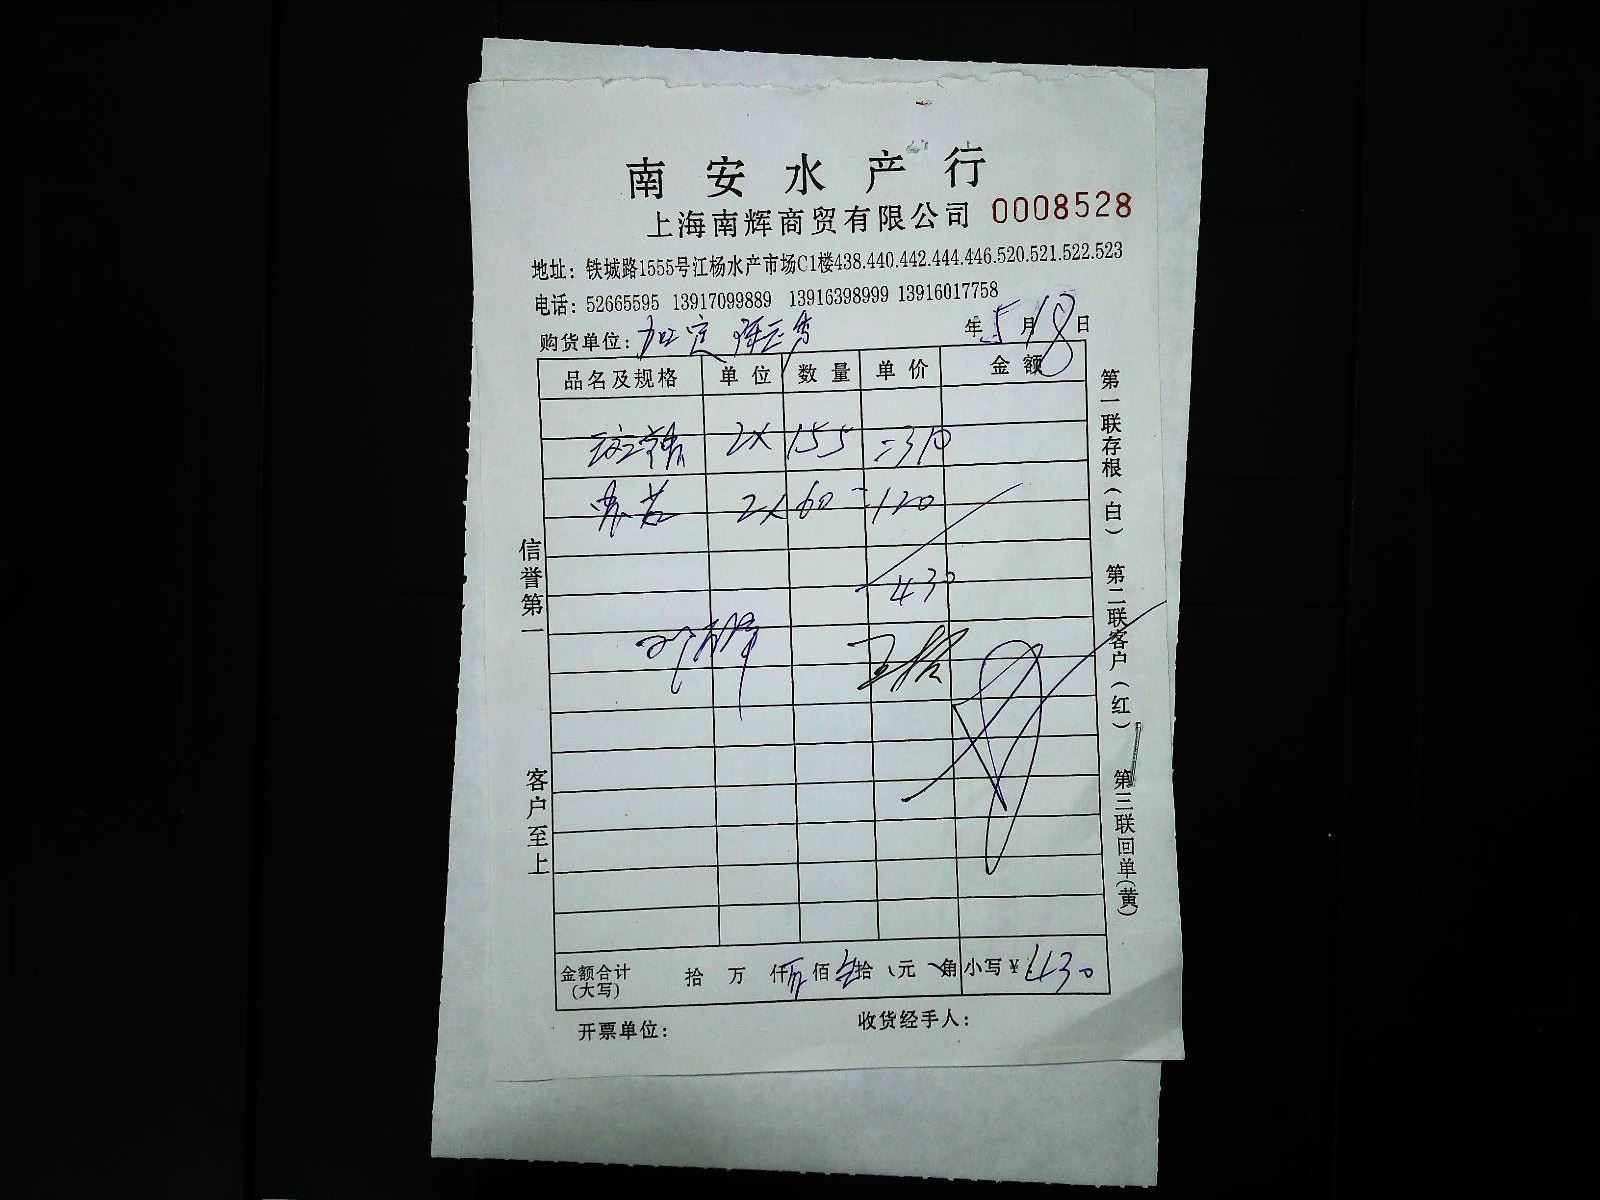 南安水产行
上海南辉商贸有限公司 0008528
地址：铁城路1555号江杨水产市场C1楼438.440.442.444.446.520.521.522.523
电话：52665595 13917099889 13916398999 13916017758
购货单位： 年5月18日
品名及规格 单位 数量 单价 金额
2X 155 =310
2X 60 =120
430
金额合计(大写) 拾 万 仟 佰 拾 元 角 小写￥430
开票单位： 收货经手人：
信誉第一 客户至上
第一联存根(白) 第二联客户(红) 第三联回单(黄)